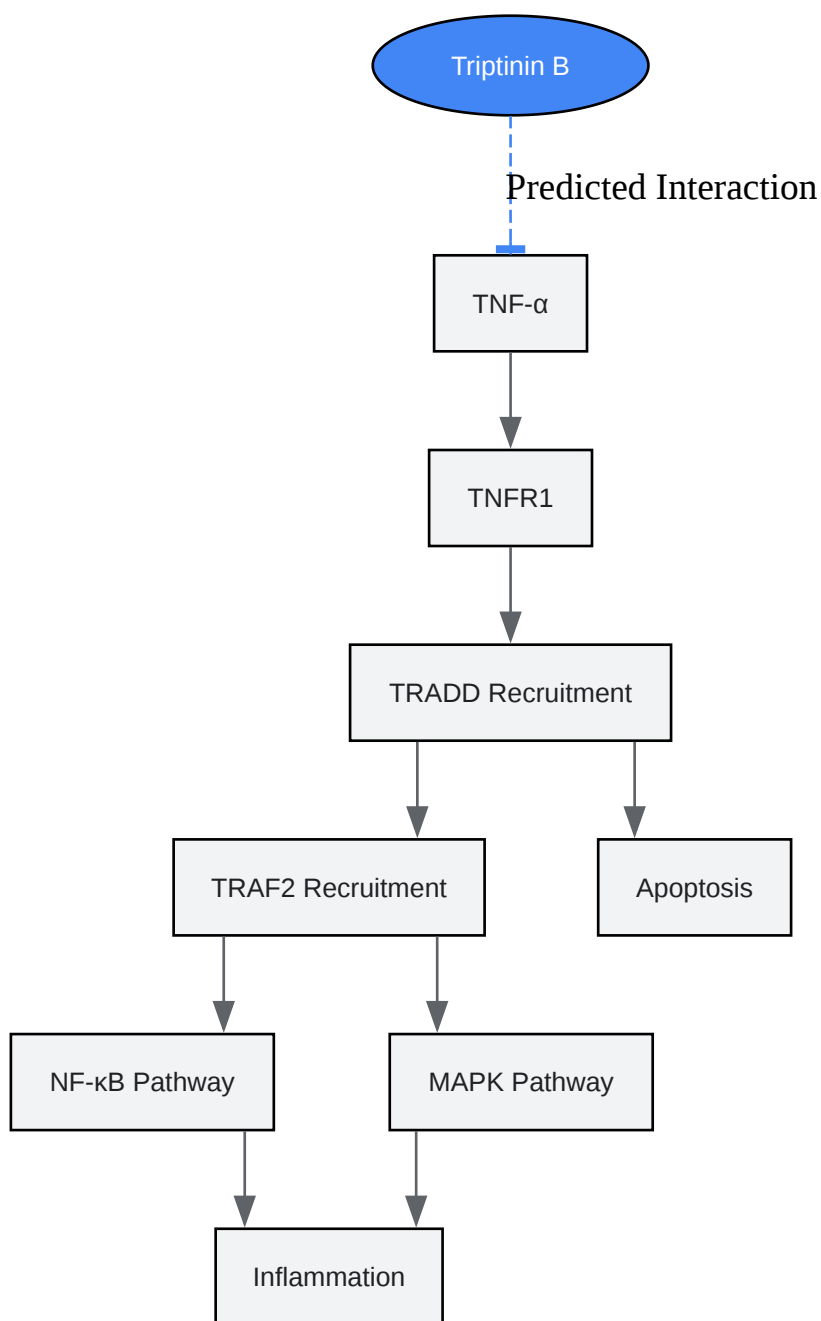 Triptinin B
Predicted Interaction
TNF-α
TNFR1
TRADD Recruitment
TRAF2 Recruitment
Apoptosis
NF-κB Pathway
MAPK Pathway
Inflammation